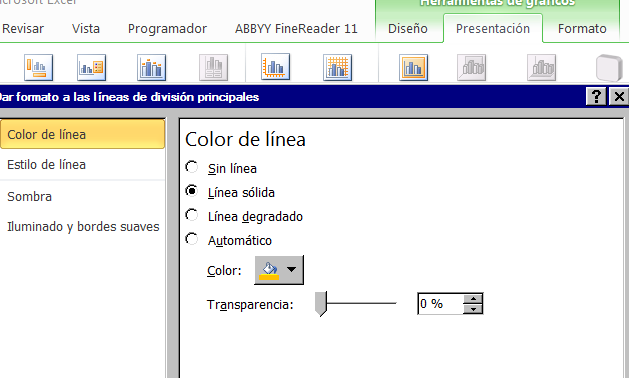 Microsoft Excel
Herramientas de gráficos
Revisar Vista Programador ABBYY FineReader 11 Diseño Presentación Formato
Dar formato a las líneas de división principales
Color de línea
Estilo de línea
Sombra
Iluminado y bordes suaves
Color de línea
Sin línea
Línea sólida
Línea degradado
Automático
Color:
Transparencia: 0 %